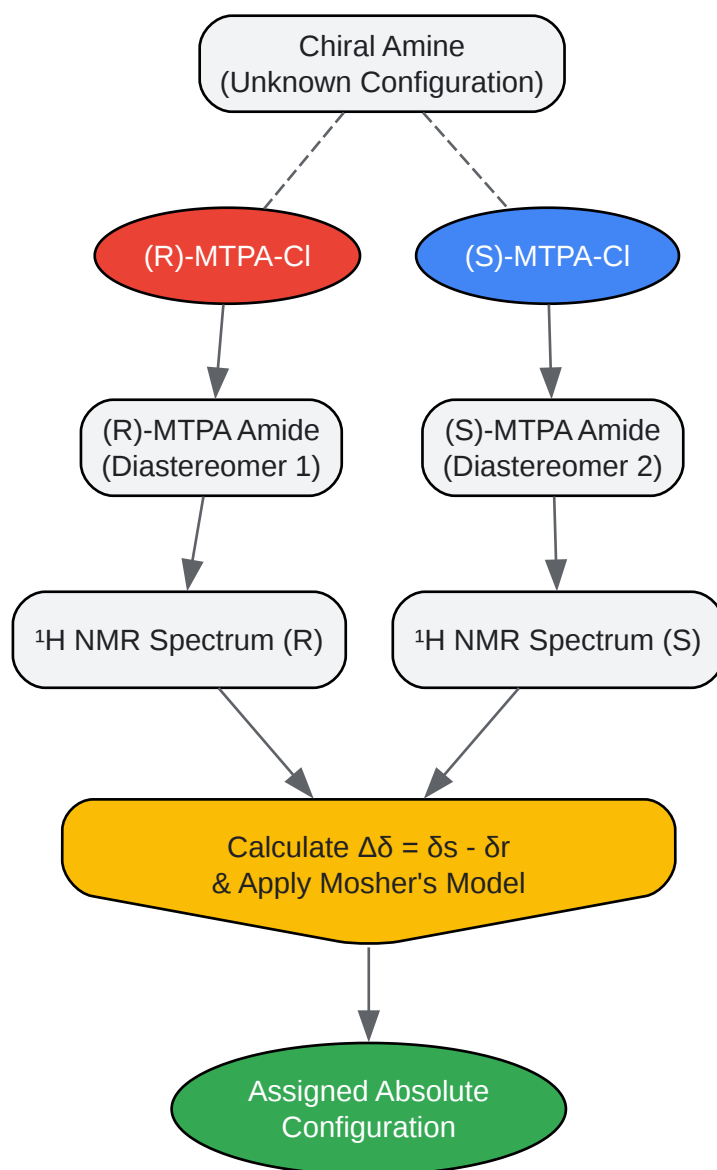 Chiral Amine
(Unknown Configuration)
(R)-MTPA-Cl
(S)-MTPA-Cl
(R)-MTPA Amide
(Diastereomer 1)
(S)-MTPA Amide
(Diastereomer 2)
¹H NMR Spectrum (R)
¹H NMR Spectrum (S)
Calculate Δδ = δs - δr
& Apply Mosher's Model
Assigned Absolute
Configuration